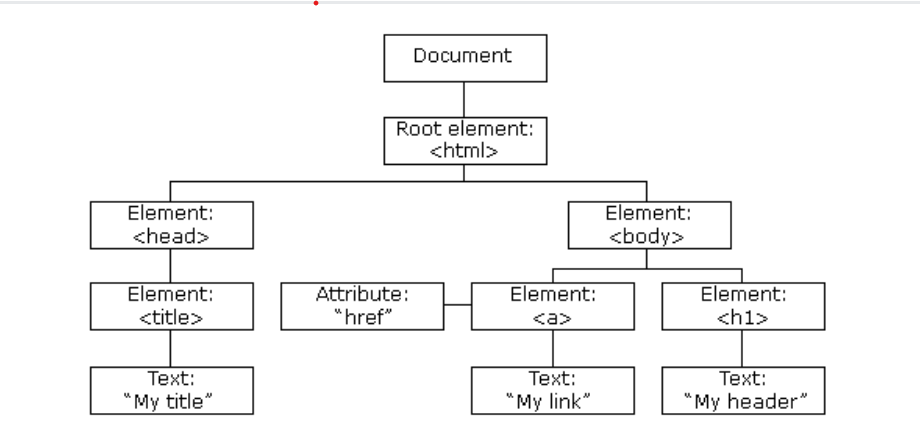 Document
Root element:
<html>
Element:
<head>
Element:
<body>
Element:
<title>
Attribute:
“href”
Element:
<a>
Element:
<h1>
Text:
“My title”
Text:
“My link”
Text:
“My header”